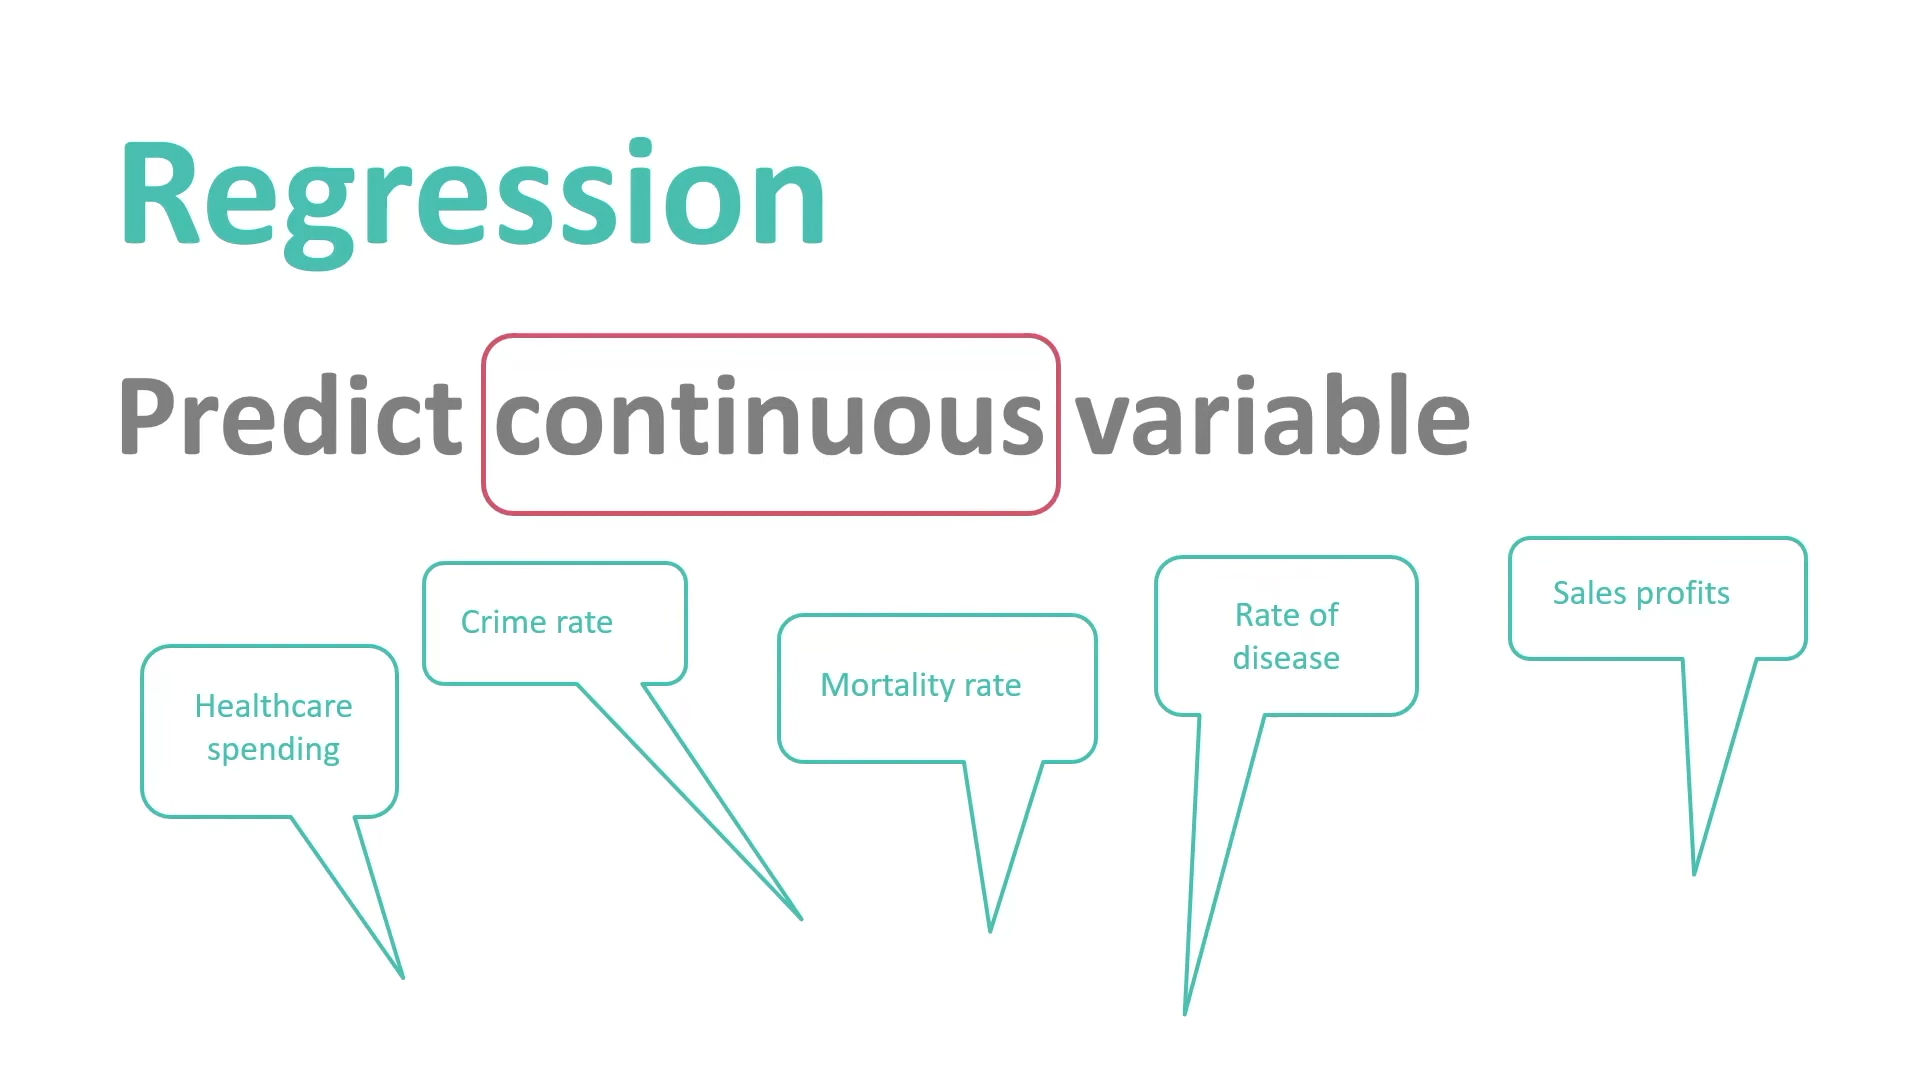 Regression
Predict continuous variable
Healthcare
spending
Crime rate
Mortality rate
Rate of
disease
Sales profits